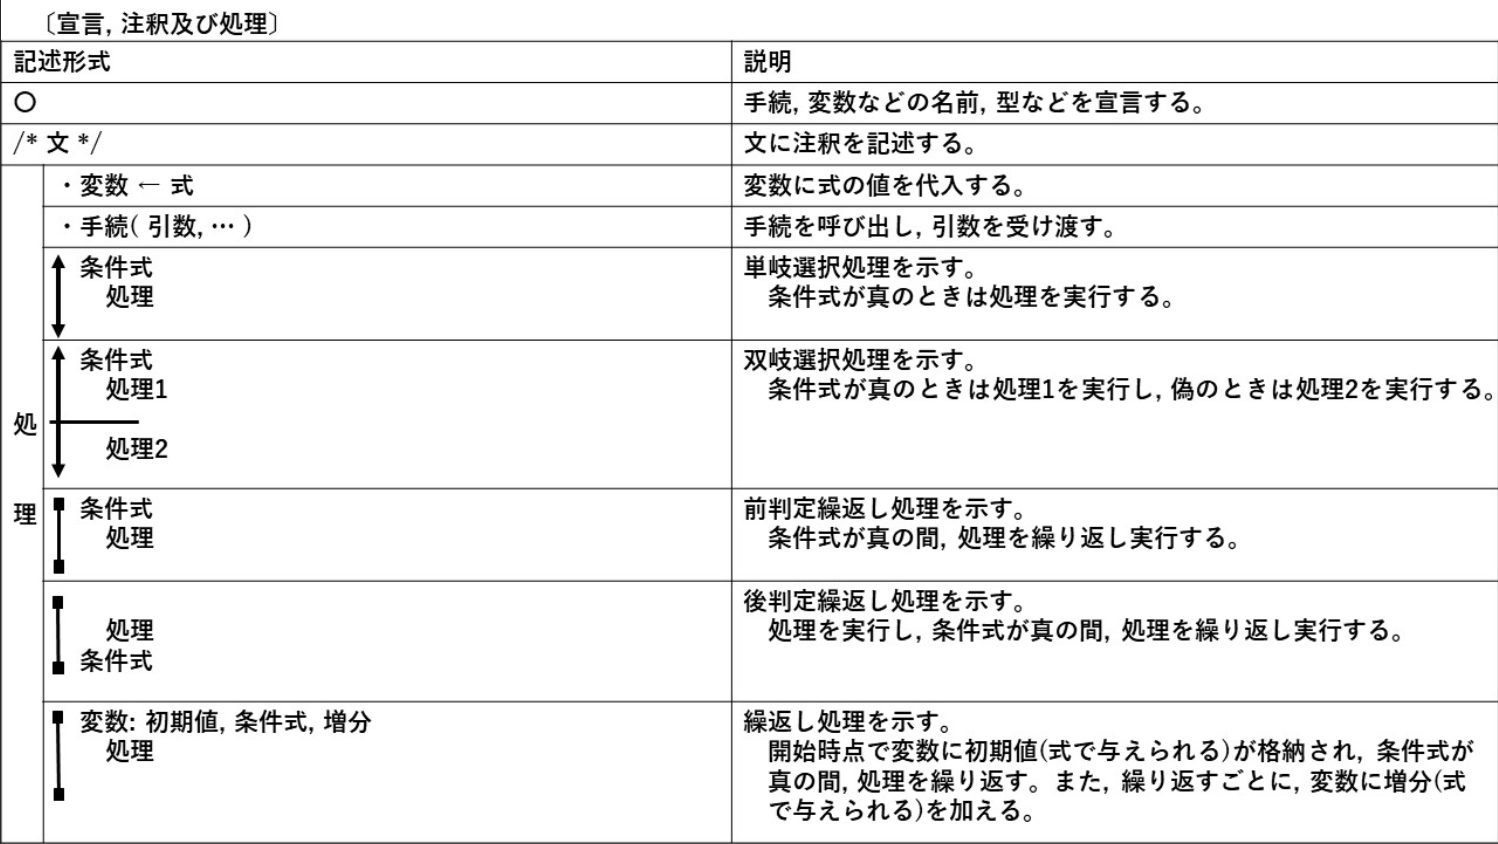 〔宣言, 注釈及び処理〕
記述形式
説明
○
手続, 変数などの名前, 型などを宣言する。
/* 文 */
文に注釈を記述する。
処
理
・変数 ← 式
変数に式の値を代入する。
・手続( 引数, … )
手続を呼び出し, 引数を受け渡す。
条件式
処理
単岐選択処理を示す。
条件式が真のときは処理を実行する。
条件式
処理1
処理2
双岐選択処理を示す。
条件式が真のときは処理1を実行し, 偽のときは処理2を実行する。
条件式
処理
前判定繰返し処理を示す。
条件式が真の間, 処理を繰り返し実行する。
処理
条件式
後判定繰返し処理を示す。
処理を実行し, 条件式が真の間, 処理を繰り返し実行する。
変数: 初期値, 条件式, 増分
処理
繰返し処理を示す。
開始時点で変数に初期値(式で与えられる)が格納され, 条件式が
真の間, 処理を繰り返す。また, 繰り返すごとに, 変数に増分(式
で与えられる)を加える。